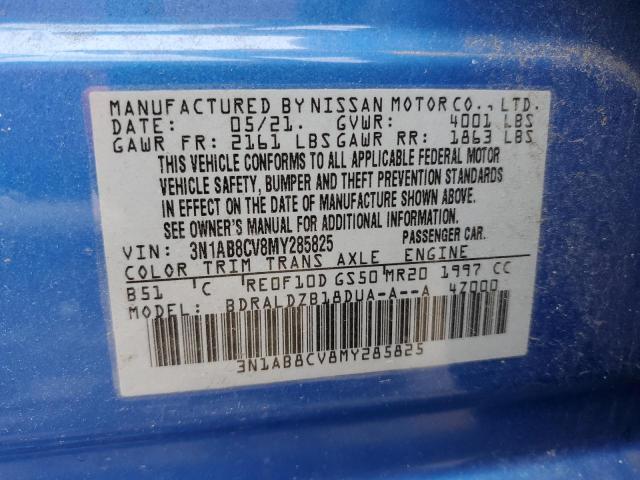 MANUFACTURED BY NISSAN MOTOR CO., LTD.
DATE: 05/21. GVWR: 4001 LBS
GAWR FR: 2161 LBS GAWR RR: 1863 LBS
THIS VEHICLE CONFORMS TO ALL APPLICABLE FEDERAL MOTOR
VEHICLE SAFETY, BUMPER AND THEFT PREVENTION STANDARDS
IN EFFECT ON THE DATE OF MANUFACTURE SHOWN ABOVE.
SEE OWNER'S MANUAL FOR ADDITIONAL INFORMATION.
VIN: 3N1AB8CV8MY285825 PASSENGER CAR.
COLOR TRIM TRANS AXLE ENGINE
B51 'C 'RE0F10D GS50 MR20 1997 CC
MODEL: BDRALDZB18DUA-A--A 4Z000
3N1AB8CV8MY285825